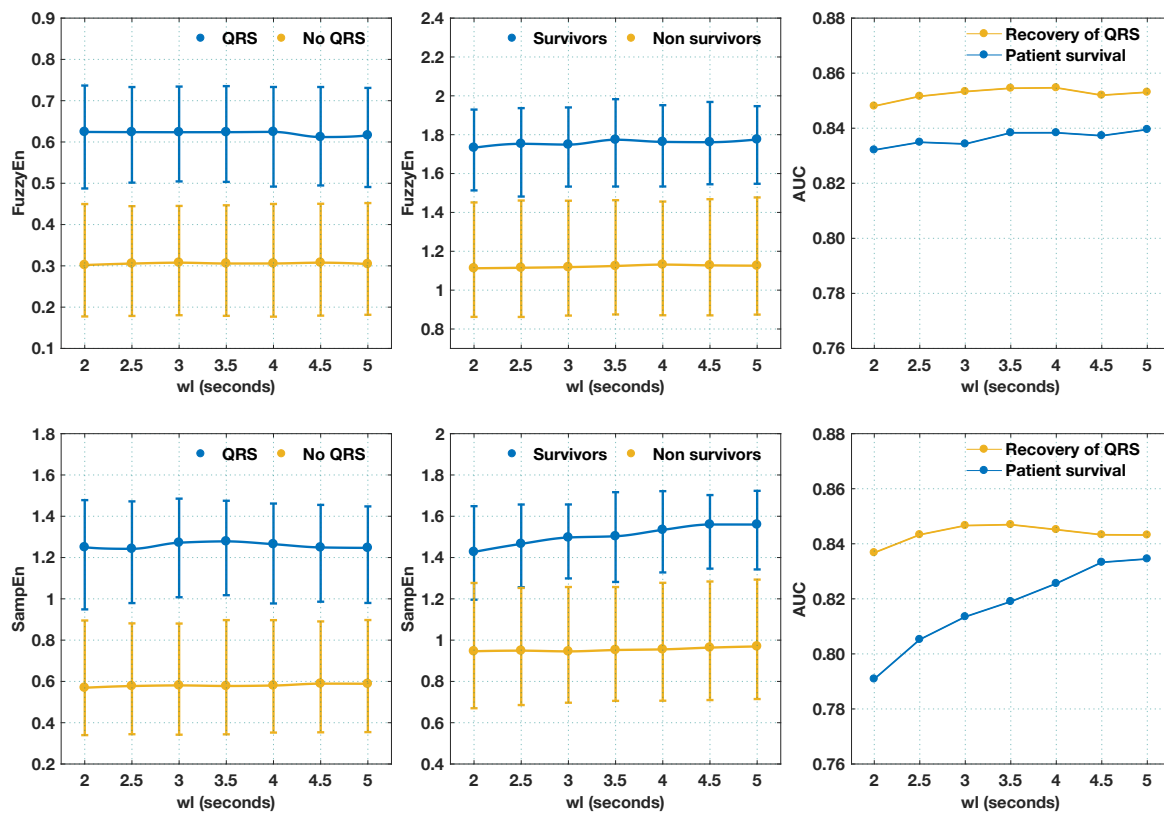 0.9
0.8
0.7
0.6
0.5
0.4
0.3
0.2
0.1
FuzzyEn
QRS No QRS
2 2.5 3 3.5 4 4.5 5
wl (seconds)
2.4
2.2
2
1.8
1.6
1.4
1.2
1
0.8
FuzzyEn
Survivors Non survivors
2 2.5 3 3.5 4 4.5 5
wl (seconds)
0.88
0.86
0.84
0.82
0.80
0.78
0.76
AUC
Recovery of QRS
Patient survival
2 2.5 3 3.5 4 4.5 5
wl (seconds)
1.8
1.6
1.4
1.2
1
0.8
0.6
0.4
0.2
SampEn
QRS No QRS
2 2.5 3 3.5 4 4.5 5
wl (seconds)
2
1.8
1.6
1.4
1.2
1
0.8
0.6
0.4
SampEn
Survivors Non survivors
2 2.5 3 3.5 4 4.5 5
wl (seconds)
0.88
0.86
0.84
0.82
0.80
0.78
0.76
AUC
Recovery of QRS
Patient survival
2 2.5 3 3.5 4 4.5 5
wl (seconds)